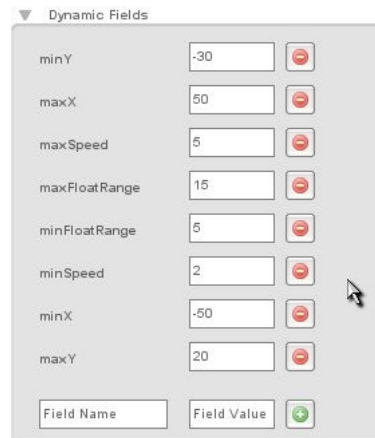 Dynamic Fields
minY -30
maxX 50
maxSpeed 5
maxFloatRange 15
minFloatRange 5
minSpeed 2
minX -50
maxY 20
Field Name Field Value